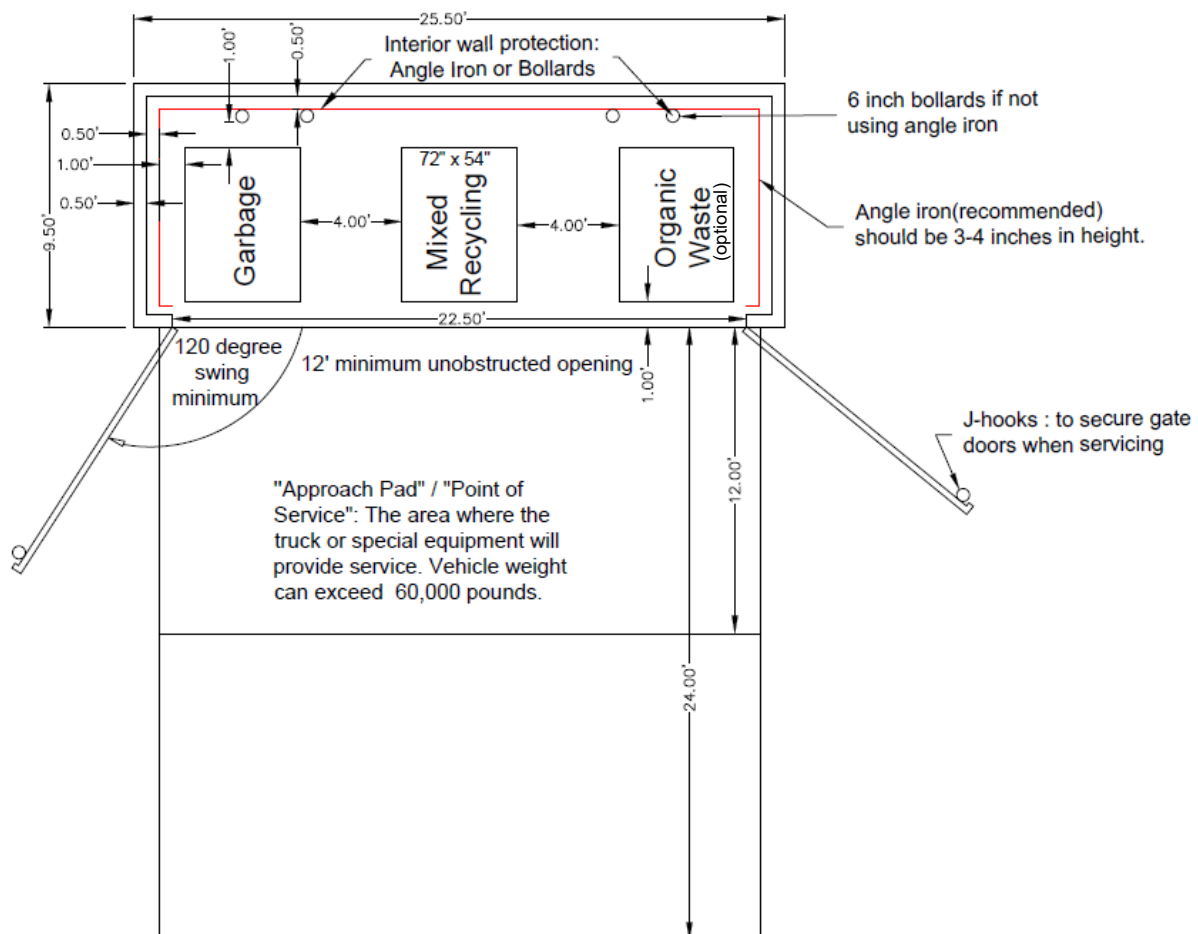 25.50'
1.00'
0.50'
Interior wall protection:
Angle Iron or Bollards
6 inch bollards if not
using angle iron
0.50'
1.00'
0.50'
9.50'
72" x 54"
Garbage
4.00'
Mixed
Recycling
4.00'
Organic
Waste
(optional)
Angle iron(recommended)
should be 3-4 inches in height.
22.50'
120 degree
swing
minimum
12' minimum unobstructed opening
1.00'
J-hooks : to secure gate
doors when servicing
12.00'
"Approach Pad" / "Point of
Service": The area where the
truck or special equipment will
provide service. Vehicle weight
can exceed 60,000 pounds.
24.00'